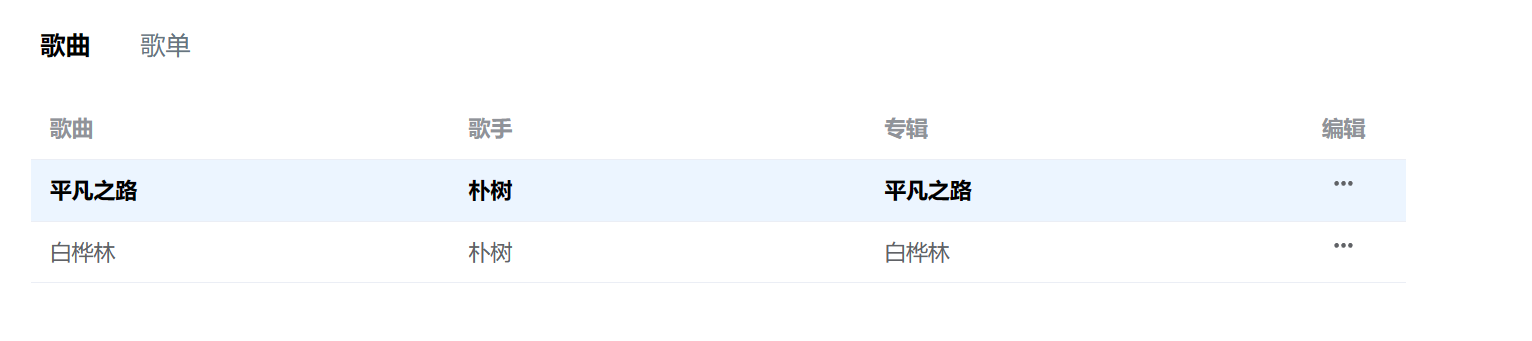 歌曲 歌单
歌曲 歌手 专辑 编辑
平凡之路 朴树 平凡之路 •••
白桦林 朴树 白桦林 •••